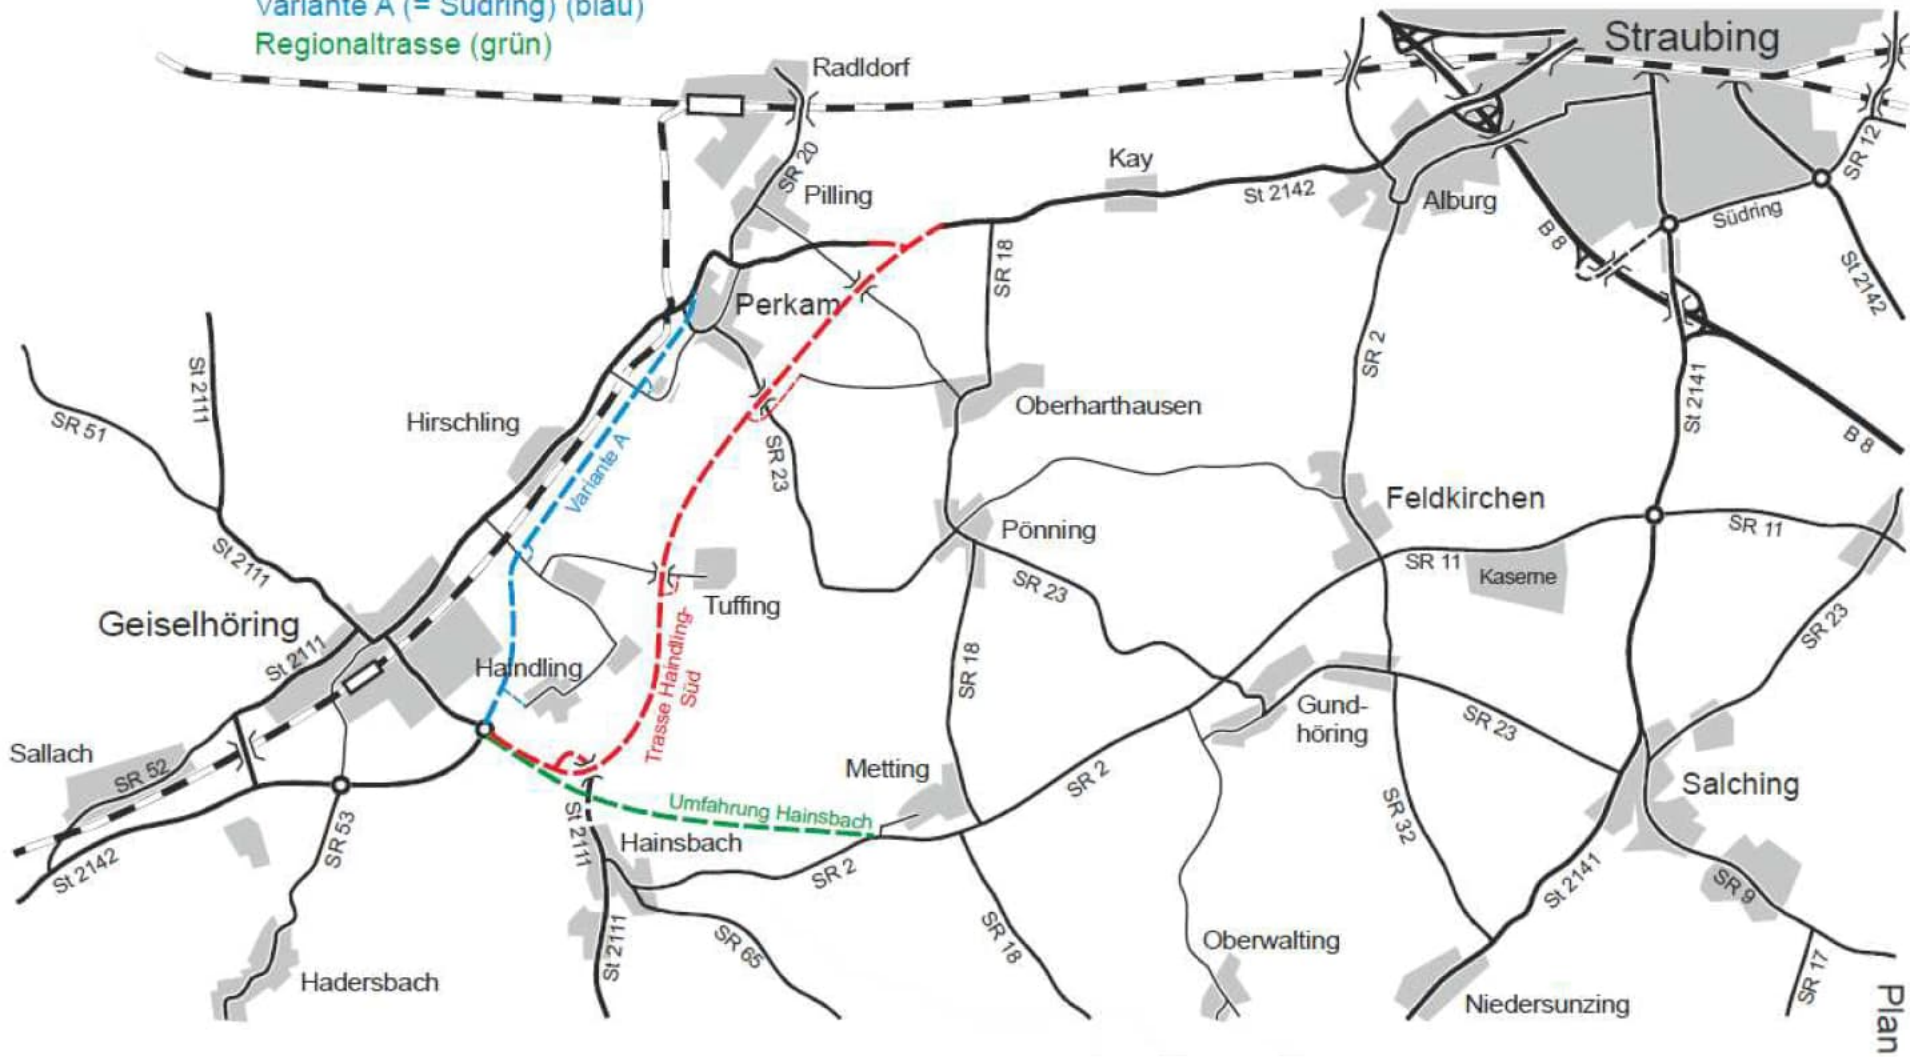 Variante A (= Südring) (blau)
Regionaltrasse (grün)
Straubing
Radldorf
SR 20
SR 12
Kay
Pilling
St 2142
Alburg
Südring
B 8
SR 18
St 2142
Perkam
SR 2
St 2111
St 2141
SR 51
Hirschling
Oberharthausen
B 8
Variante A
SR 23
Feldkirchen
Pönning
SR 11
St 2111
SR 11
Kaserne
SR 23
Tuffing
Geiselhöring
St 2111
SR 23
Haindling
SR 18
Trasse Haindling-
Süd
Gund-
höring
SR 23
Sallach
SR 52
Metting
SR 2
Salching
Umfahrung Hainsbach
SR 32
St 2111
SR 53
Hainsbach
St 2142
SR 2
St 2141
SR 9
St 2111
SR 65
SR 18
Oberwalting
Hadersbach
SR 17
Niedersunzing
Plan